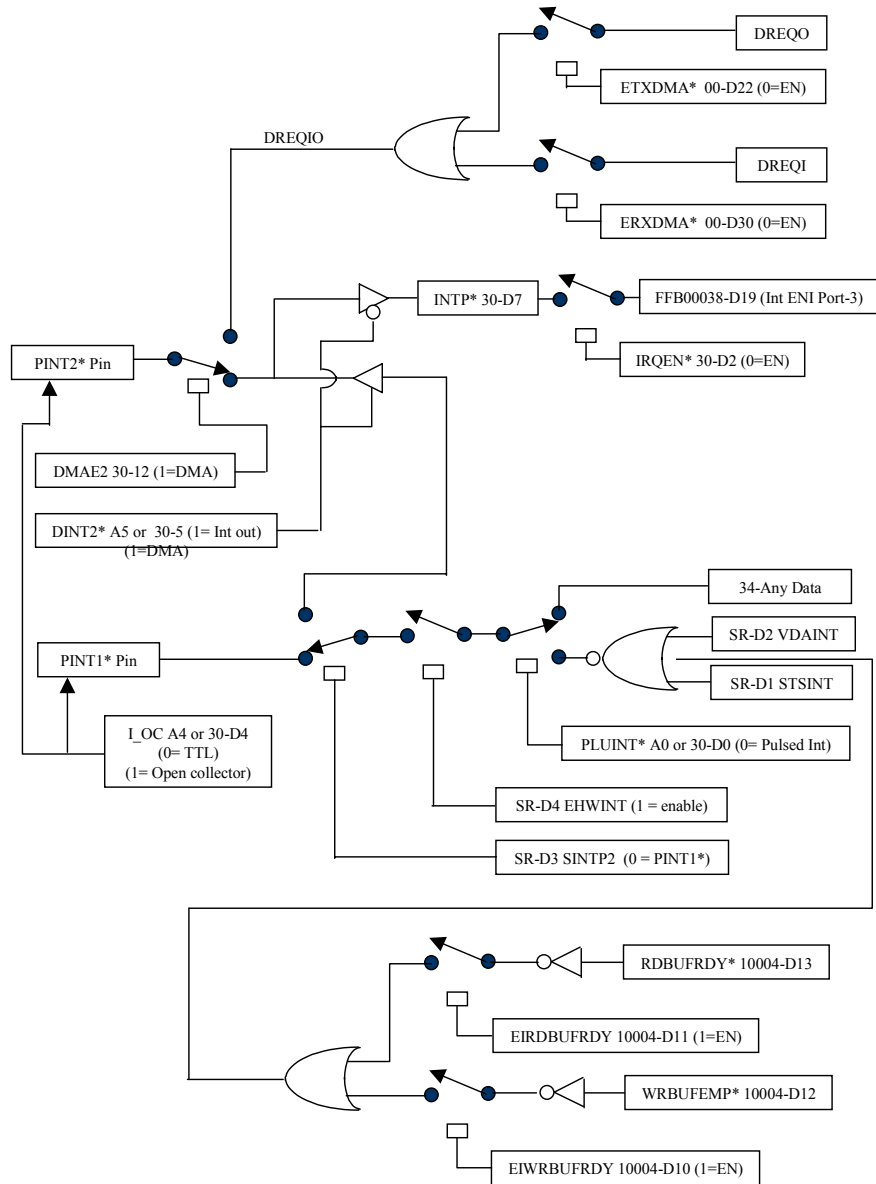 DREQO
ETXDMA* 00-D22 (0=EN)
DREQIO
DREQI
ERXDMA* 00-D30 (0=EN)
INTP* 30-D7
FFB00038-D19 (Int ENI Port-3)
PINT2* Pin
IRQEN* 30-D2 (0=EN)
DMAE2 30-12 (1=DMA)
DINT2* A5 or 30-5 (1= Int out)
(1=DMA)
34-Any Data
SR-D2 VDAINT
PINT1* Pin
SR-D1 STSINT
I_OC A4 or 30-D4
(0= TTL)
(1= Open collector)
PLUINT* A0 or 30-D0 (0= Pulsed Int)
SR-D4 EHWINT (1 = enable)
SR-D3 SINTP2 (0 = PINT1*)
RDBUFRDY* 10004-D13
EIRDBUFRDY 10004-D11 (1=EN)
WRBUFEMP* 10004-D12
EIWRBUFRDY 10004-D10 (1=EN)